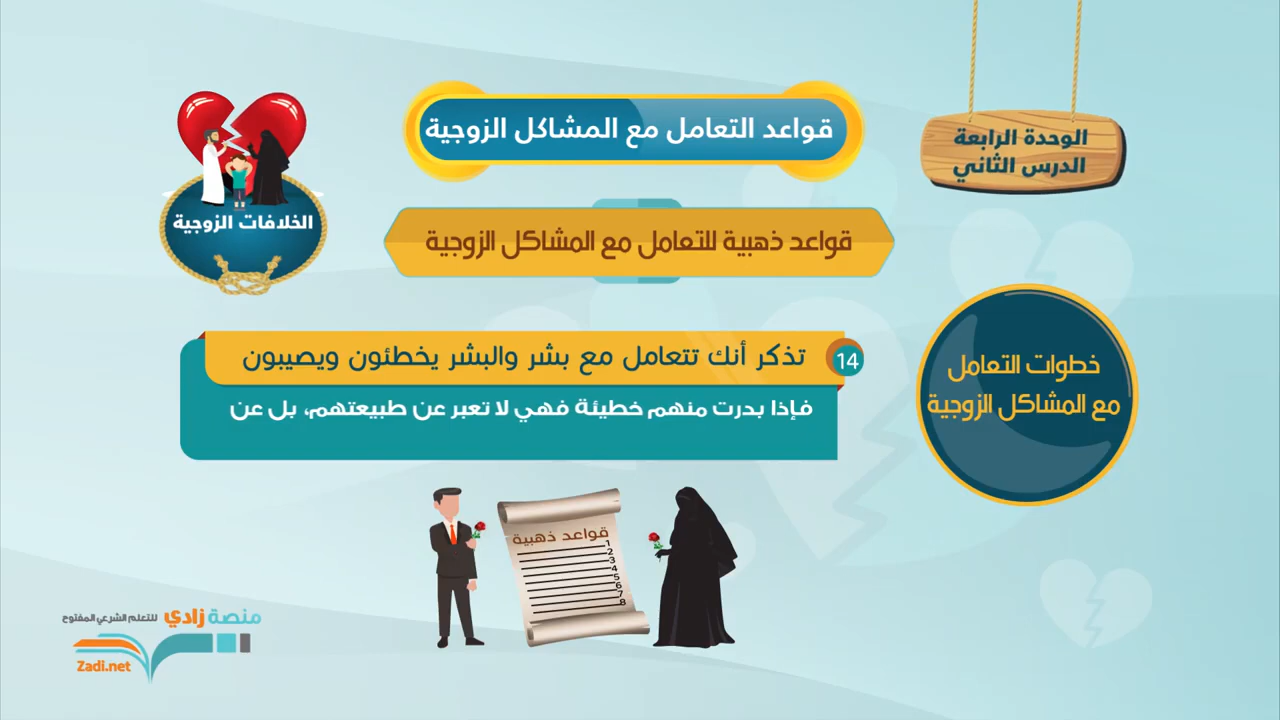 الوحدة الرابعة
الدرس الثاني
قواعد التعامل مع المشاكل الزوجية
الخلافات الزوجية
قواعد ذهبية للتعامل مع المشاكل الزوجية
خطوات التعامل
مع المشاكل الزوجية
14 تذكر أنك تتعامل مع بشر والبشر يخطئون ويصيبون
فإذا بدرت منهم خطيئة فهي لا تعبر عن طبيعتهم، بل عن
قواعد ذهبية
1
2
3
4
5
6
7
8
منصة زادي للتعلم الشرعي المفتوح
Zadi.net